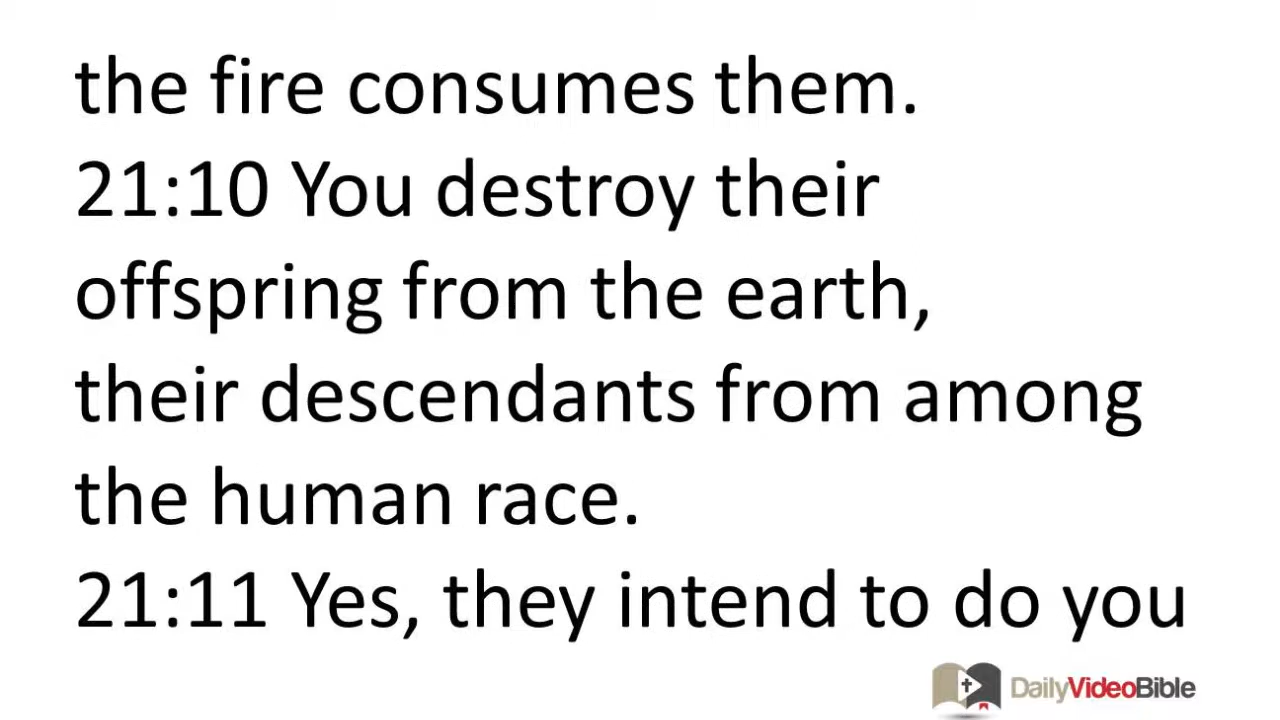 the fire consumes them.
21:10 You destroy their
offspring from the earth,
their descendants from among
the human race.
21:11 Yes, they intend to do you
DailyVideoBible